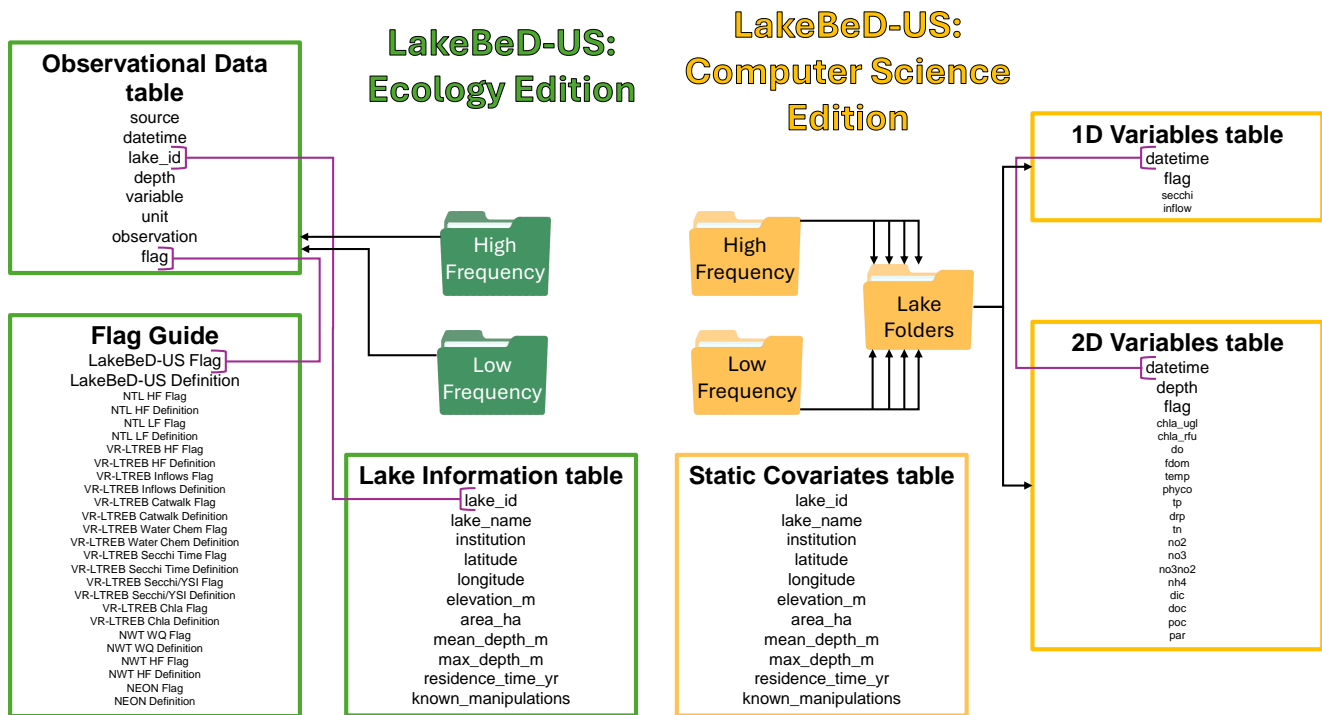 LakeBeD-US:
Ecology Edition
LakeBeD-US:
Computer Science
Edition
Observational Data
table
source
datetime
lake_id
depth
variable
unit
observation
flag
Flag Guide
LakeBeD-US Flag
LakeBeD-US Definition
NTL HF Flag
NTL HF Definition
NTL LF Flag
NTL LF Definition
VR-LTREB HF Flag
VR-LTREB HF Definition
VR-LTREB Inflows Flag
VR-LTREB Inflows Definition
VR-LTREB Catwalk Flag
VR-LTREB Catwalk Definition
VR-LTREB Water Chem Flag
VR-LTREB Water Chem Definition
VR-LTREB Secchi Time Flag
VR-LTREB Secchi Time Definition
VR-LTREB Secchi/YSI Flag
VR-LTREB Secchi/YSI Definition
VR-LTREB Chla Flag
VR-LTREB Chla Definition
NWT WQ Flag
NWT WQ Definition
NWT HF Flag
NWT HF Definition
NEON Flag
NEON Definition
High
Frequency
Low
Frequency
Lake Information table
lake_id
lake_name
institution
latitude
longitude
elevation_m
area_ha
mean_depth_m
max_depth_m
residence_time_yr
known_manipulations
High
Frequency
Low
Frequency
Lake
Folders
Static Covariates table
lake_id
lake_name
institution
latitude
longitude
elevation_m
area_ha
mean_depth_m
max_depth_m
residence_time_yr
known_manipulations
1D Variables table
datetime
flag
secchi
inflow
2D Variables table
datetime
depth
flag
chla_ugl
chla_rfu
do
fdom
temp
phyco
tp
drp
tn
no2
no3
no3no2
nh4
dic
doc
poc
par